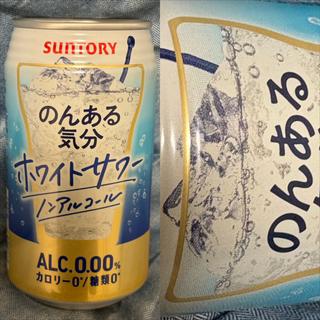 SUNTORY
のんある
気分
ホワイトサワー
ノンアルコール
ALC.0.00%
カロリー0*/糖類0*
のんある